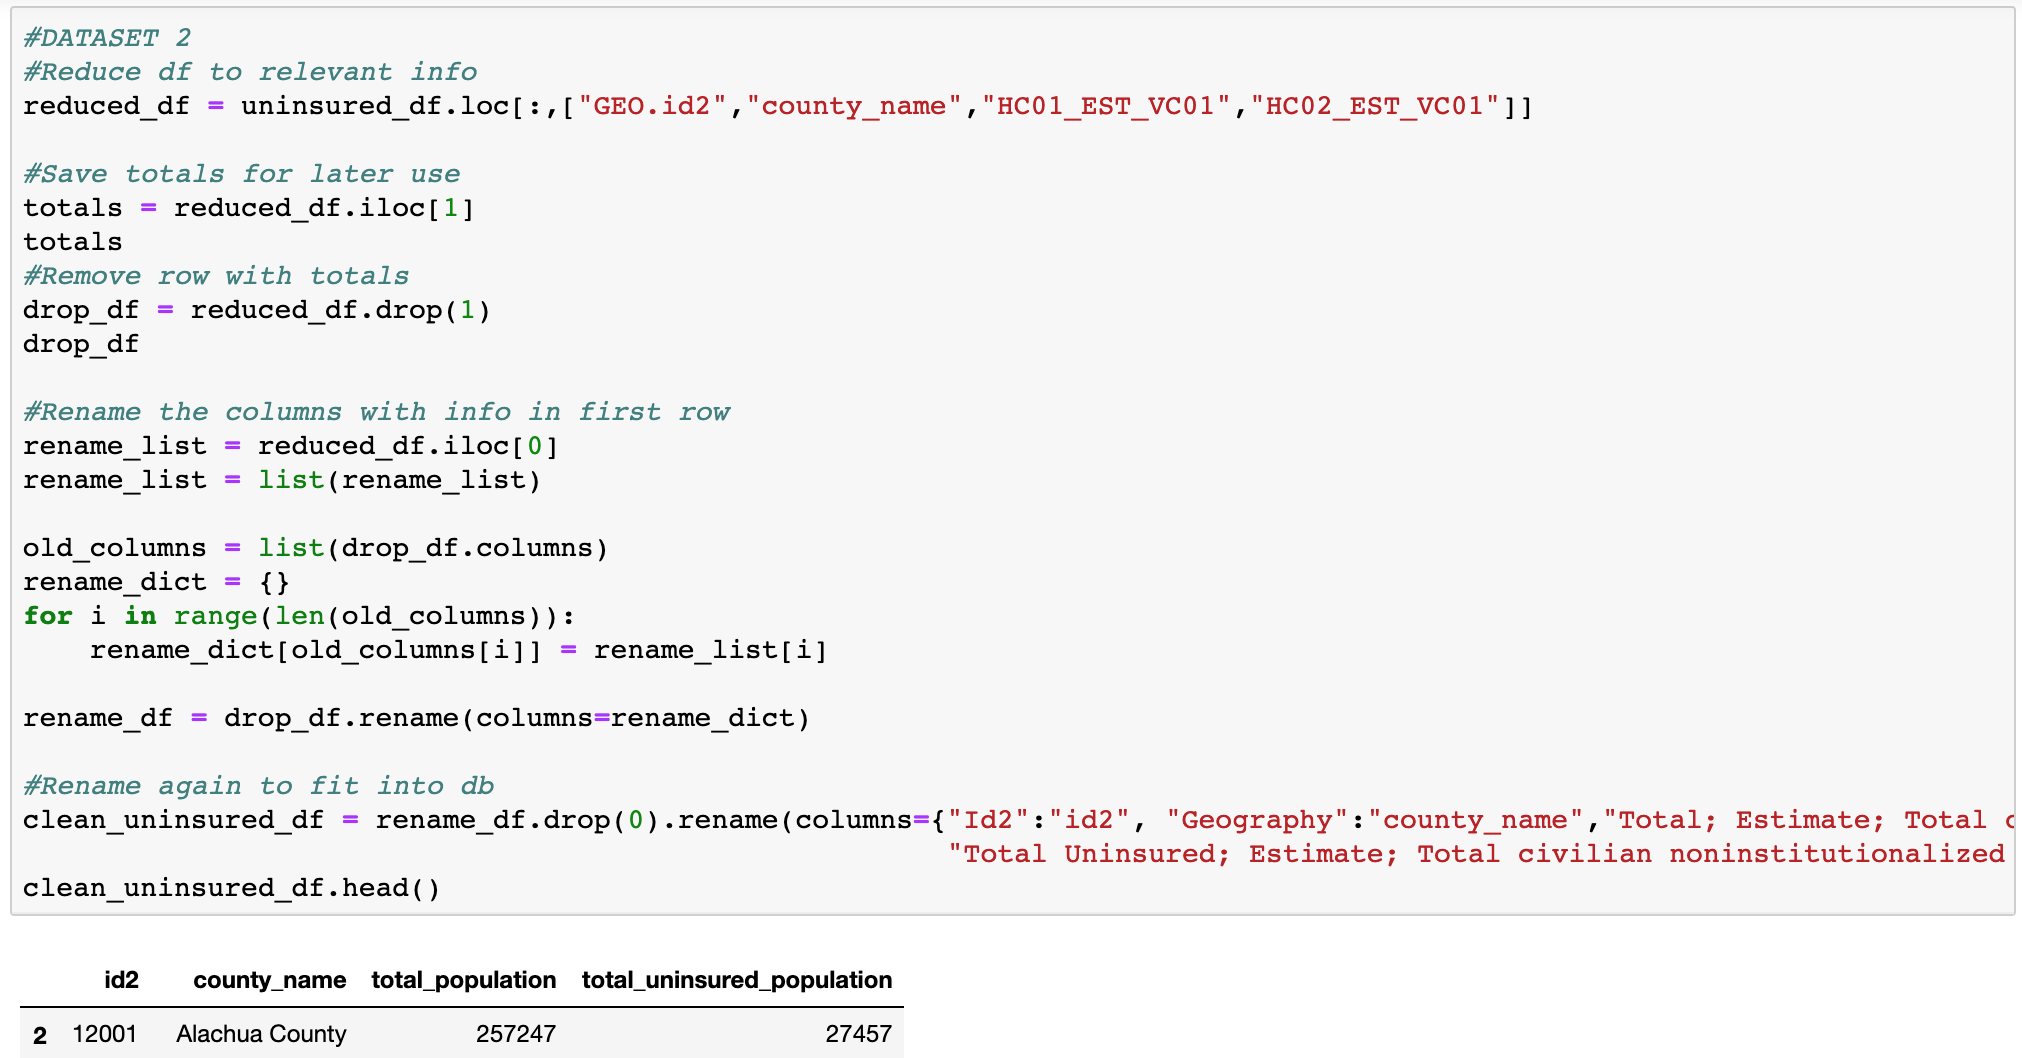 #DATASET 2
#Reduce df to relevant info
reduced_df = uninsured_df.loc[:,["GEO.id2","county_name","HC01_EST_VC01","HC02_EST_VC01"]]
#Save totals for later use
totals = reduced_df.iloc[1]
totals
#Remove row with totals
drop_df = reduced_df.drop(1)
drop_df
#Rename the columns with info in first row
rename_list = reduced_df.iloc[0]
rename_list = list(rename_list)
old_columns = list(drop_df.columns)
rename_dict = {}
for i in range(len(old_columns)):
    rename_dict[old_columns[i]] = rename_list[i]
rename_df = drop_df.rename(columns=rename_dict)
#Rename again to fit into db
clean_uninsured_df = rename_df.drop(0).rename(columns={"Id2":"id2", "Geography":"county_name","Total; Estimate; Total
"Total Uninsured; Estimate; Total civilian noninstitutionalized
clean_uninsured_df.head()
id2 county_name total_population total_uninsured_population
2 12001 Alachua County 257247 27457